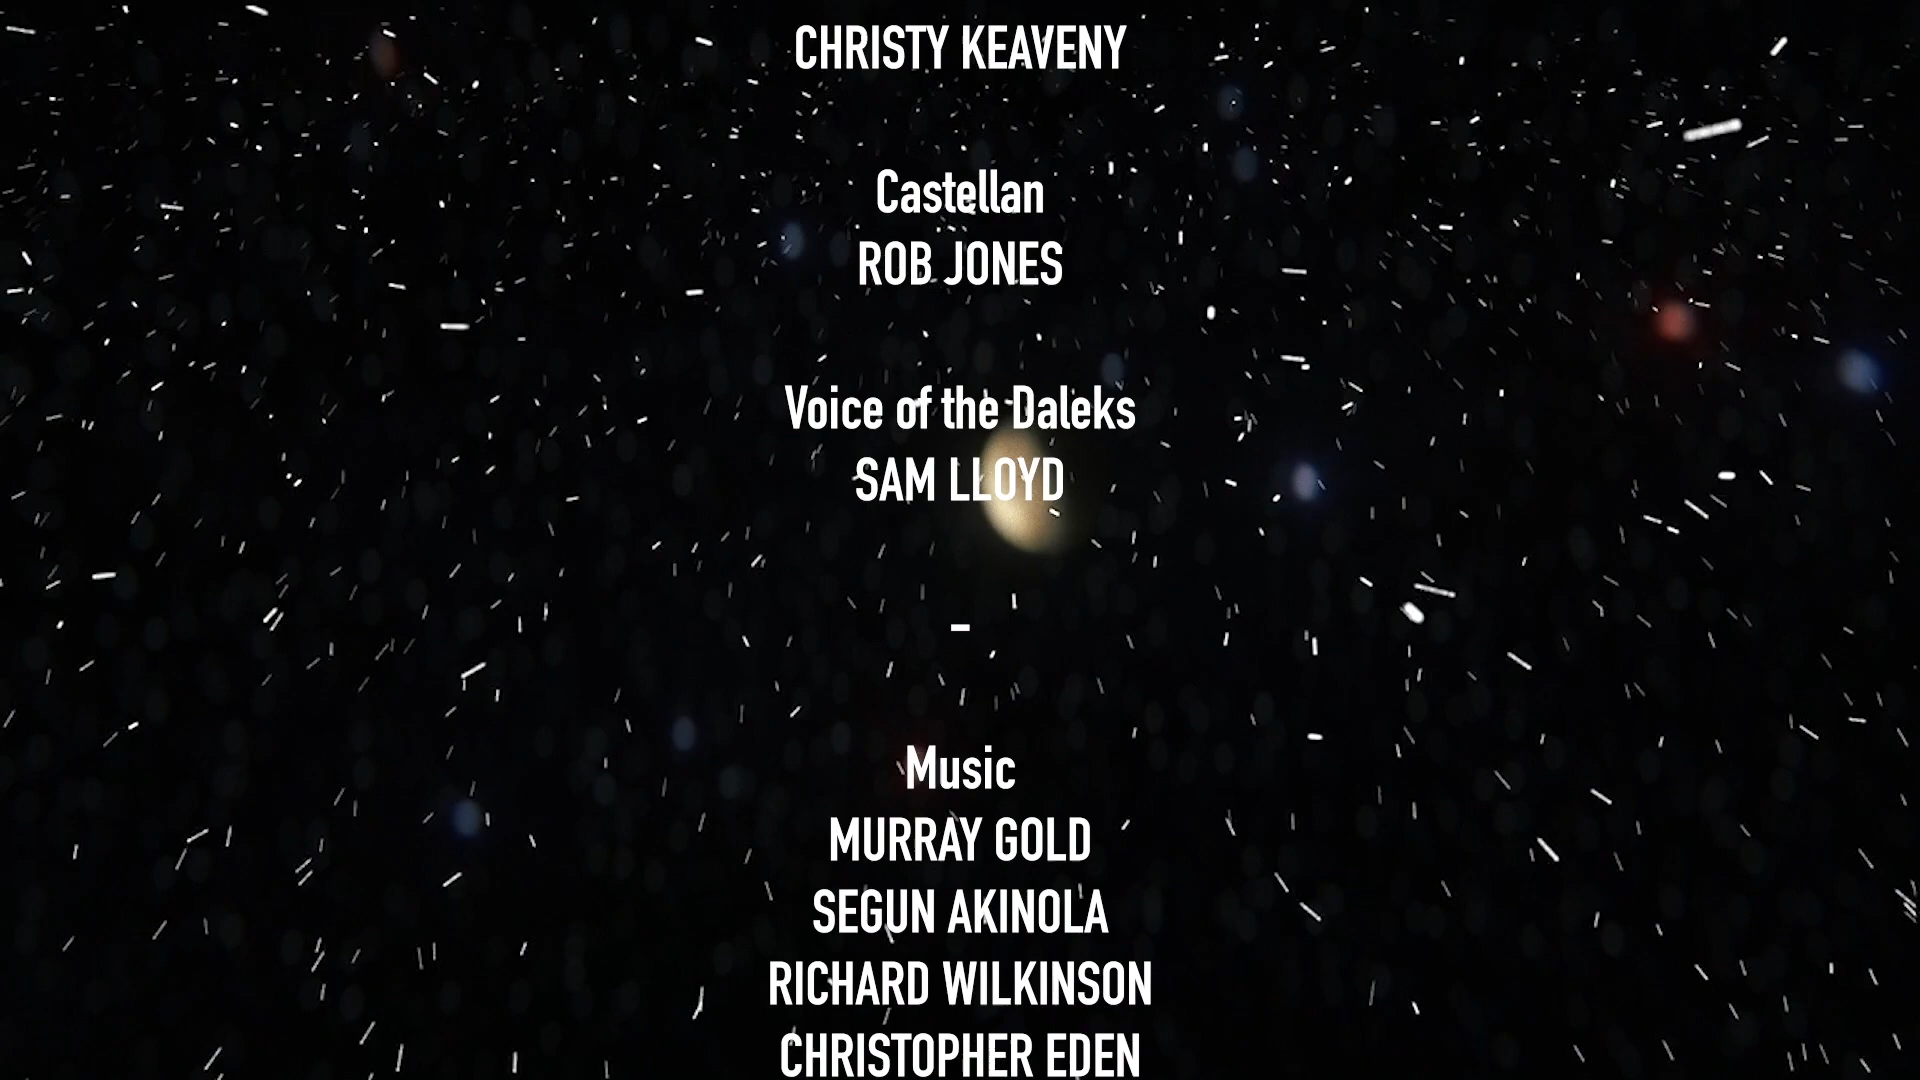 CHRISTY KEAVENY
Castellan
ROB JONES
Voice of the Daleks
SAM LLOYD
-
Music
MURRAY GOLD
SEGUN AKINOLA
RICHARD WILKINSON
CHRISTOPHER EDEN